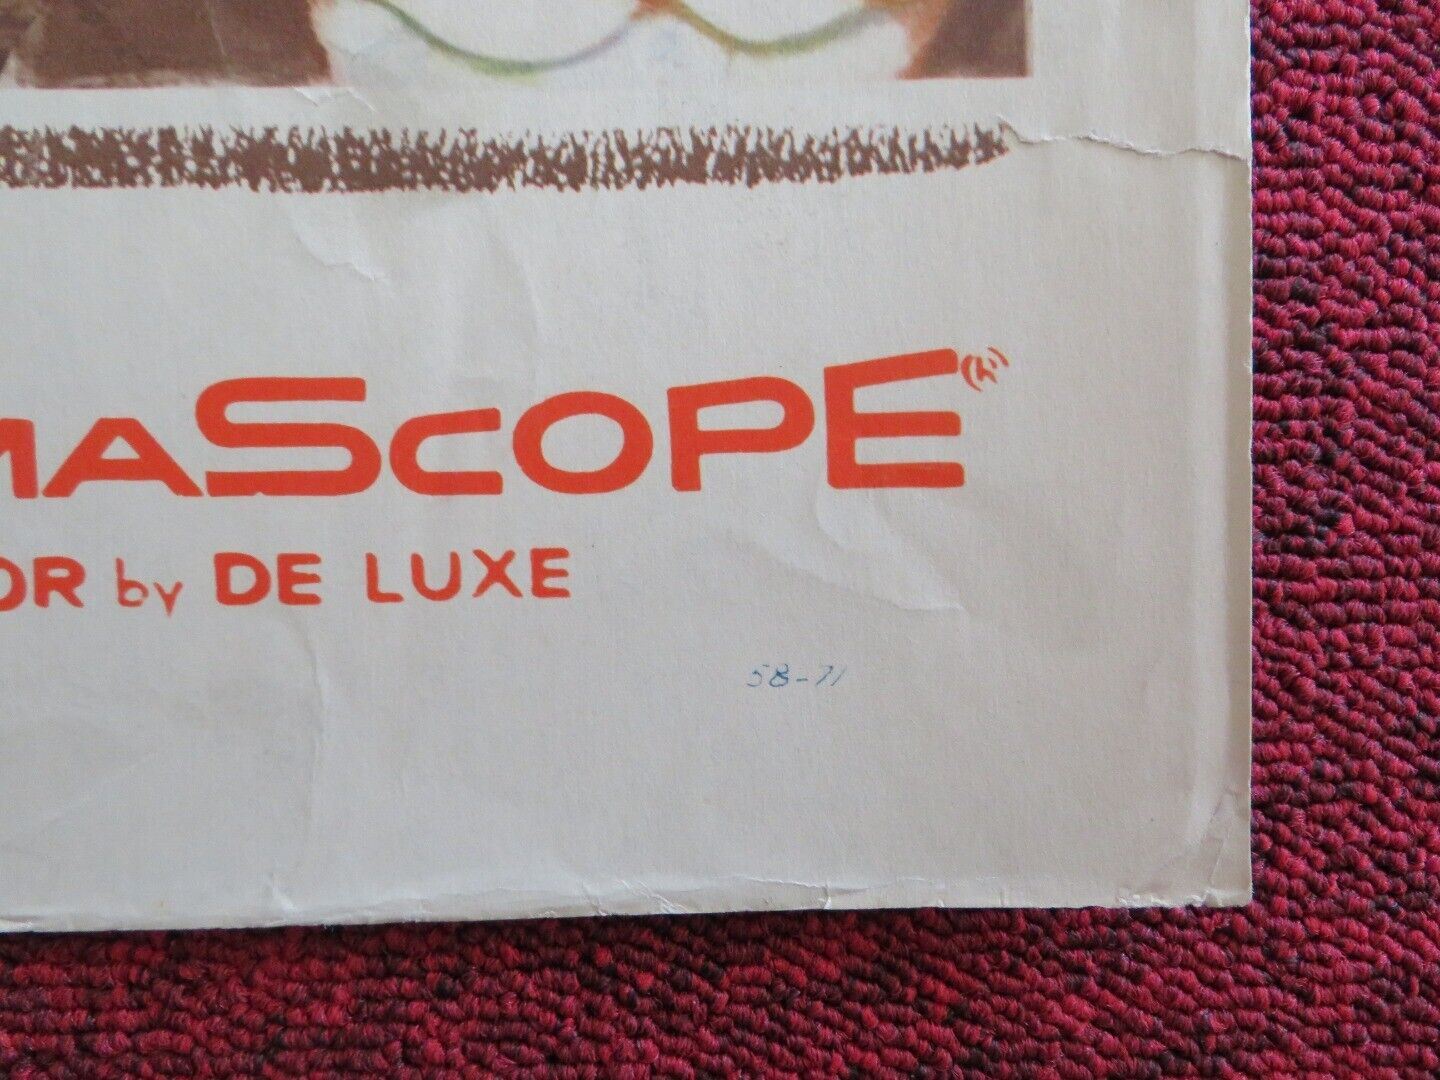 MASCOPE
OR by DE LUXE
58-71